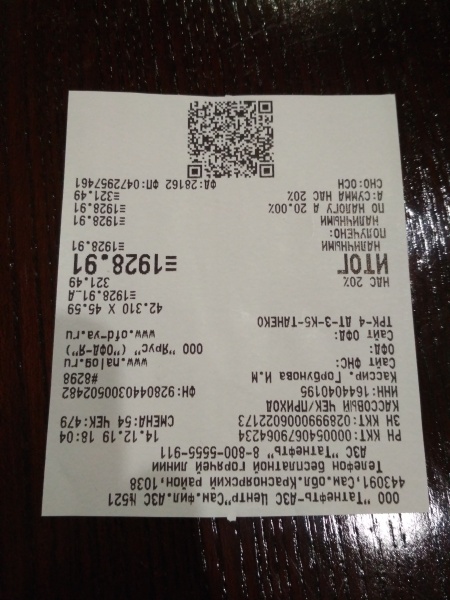 ООО "Татнефть-АЗС Центр"Сам.фил.АЗС N521
443091,Сам.обл.Красноярский район,1038
Телефон бесплатной горячей линии
АЗС "Татнефть" 8-800-5555-911
РН ККТ: 0000540679064234 14.12.19 18:04
ЗН ККТ: 0289990006022173 СМЕНА:54 ЧЕК:479
КАССОВЫЙ ЧЕК/ПРИХОД
ИНН:1644040195 ФН:9280440300502482
Кассир. Горбунова И.М #8298
Сайт ФНС: www.nalog.ru
ОФД: ООО "Ярус" ("ОФД-Я")
Сайт ОФД: www.ofd-ya.ru
ТРК-4 ДТ-3-К5-ТАНЕКО
42.310 X 45.59
≡1928.91_А
НДС 20% 321.49
ИТОГ ≡1928.91
НАЛИЧНЫМИ ≡1928.91
ПОЛУЧЕНО:
НАЛИЧНЫМИ ≡1928.91
ПО НАЛОГУ А 20.00% ≡1928.91
А:СУММА НДС 20% ≡321.49
СНО:ОСН ФД:28162 ФП:0472957461